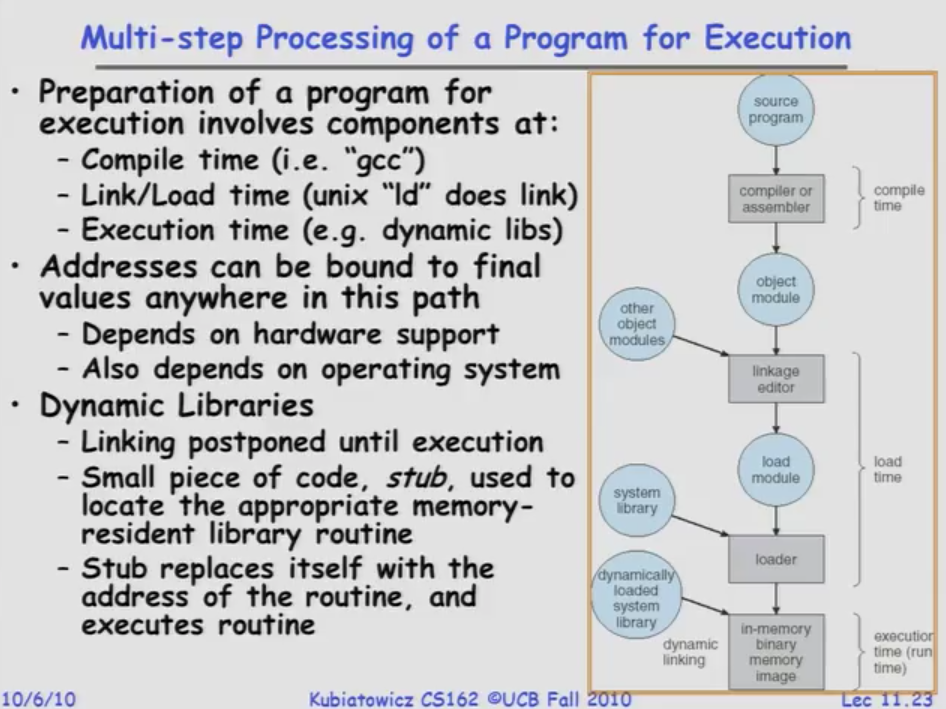 Multi-step Processing of a Program for Execution
• Preparation of a program for
execution involves components at:
– Compile time (i.e. “gcc”)
– Link/Load time (unix “ld” does link)
– Execution time (e.g. dynamic libs)
• Addresses can be bound to final
values anywhere in this path
– Depends on hardware support
– Also depends on operating system
• Dynamic Libraries
– Linking postponed until execution
– Small piece of code, stub, used to
locate the appropriate memory-
resident library routine
– Stub replaces itself with the
address of the routine, and
executes routine
source
program
compiler or
assembler
compile
time
object
module
other
object
modules
linkage
editor
load
module
load
time
system
library
loader
dynamically
loaded
system
library
dynamic
linking
in-memory
binary
memory
image
execution
time (run
time)
10/6/10
Kubiatowicz CS162 ©UCB Fall 2010
Lec 11.23